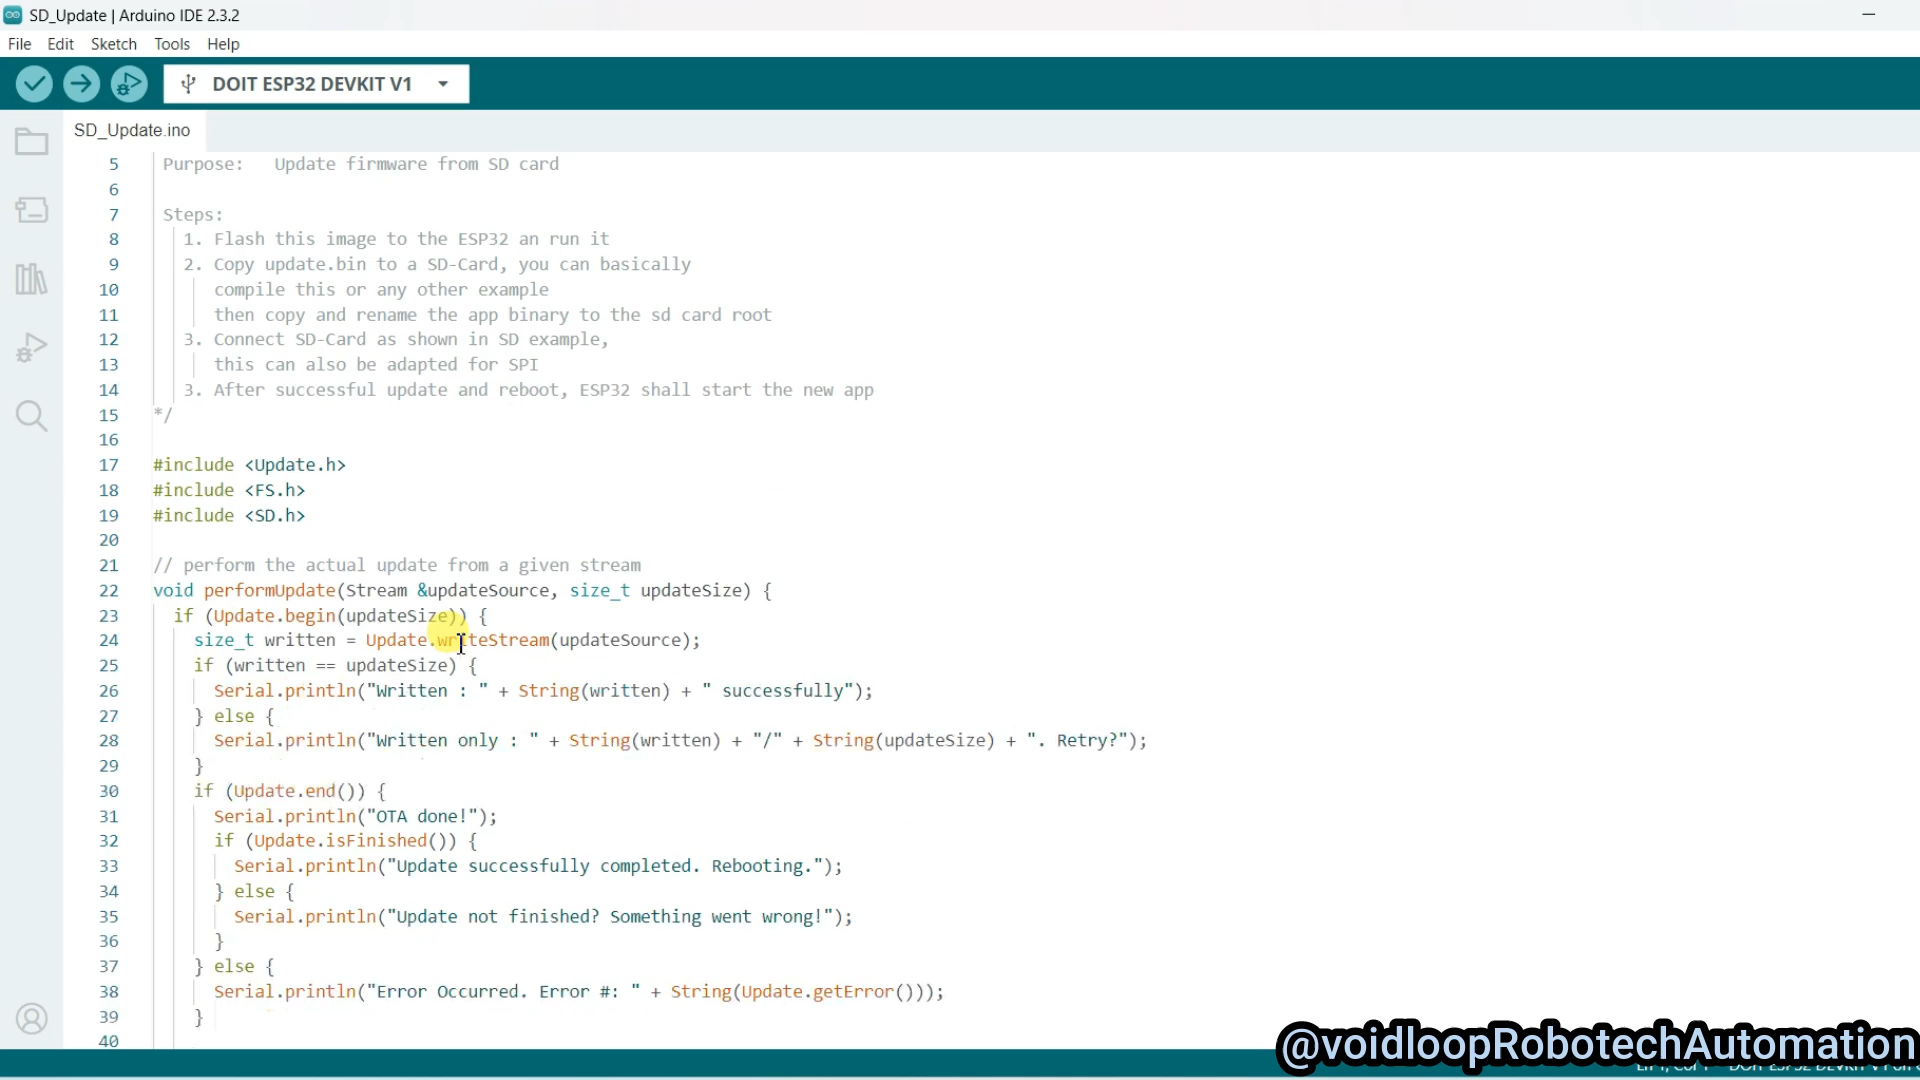 SD_Update | Arduino IDE 2.3.2
File Edit Sketch Tools Help
DOIT ESP32 DEVKIT V1
SD_Update.ino
5 Purpose: Update firmware from SD card
6
7 Steps:
8 1. Flash this image to the ESP32 an run it
9 2. Copy update.bin to a SD-Card, you can basically
10 compile this or any other example
11 then copy and rename the app binary to the sd card root
12 3. Connect SD-Card as shown in SD example,
13 this can also be adapted for SPI
14 3. After successful update and reboot, ESP32 shall start the new app
15 */
16
17 #include <Update.h>
18 #include <FS.h>
19 #include <SD.h>
20
21 // perform the actual update from a given stream
22 void performUpdate(Stream &updateSource, size_t updateSize) {
23 if (Update.begin(updateSize)) {
24 size_t written = Update.writeStream(updateSource);
25 if (written == updateSize) {
26 Serial.println("Written : " + String(written) + " successfully");
27 } else {
28 Serial.println("Written only : " + String(written) + "/" + String(updateSize) + ". Retry?");
29 }
30 if (Update.end()) {
31 Serial.println("OTA done!");
32 if (Update.isFinished()) {
33 Serial.println("Update successfully completed. Rebooting.");
34 } else {
35 Serial.println("Update not finished? Something went wrong!");
36 }
37 } else {
38 Serial.println("Error Occurred. Error #: " + String(Update.getError()));
39 }
40
@voidloopRobotechAutomation